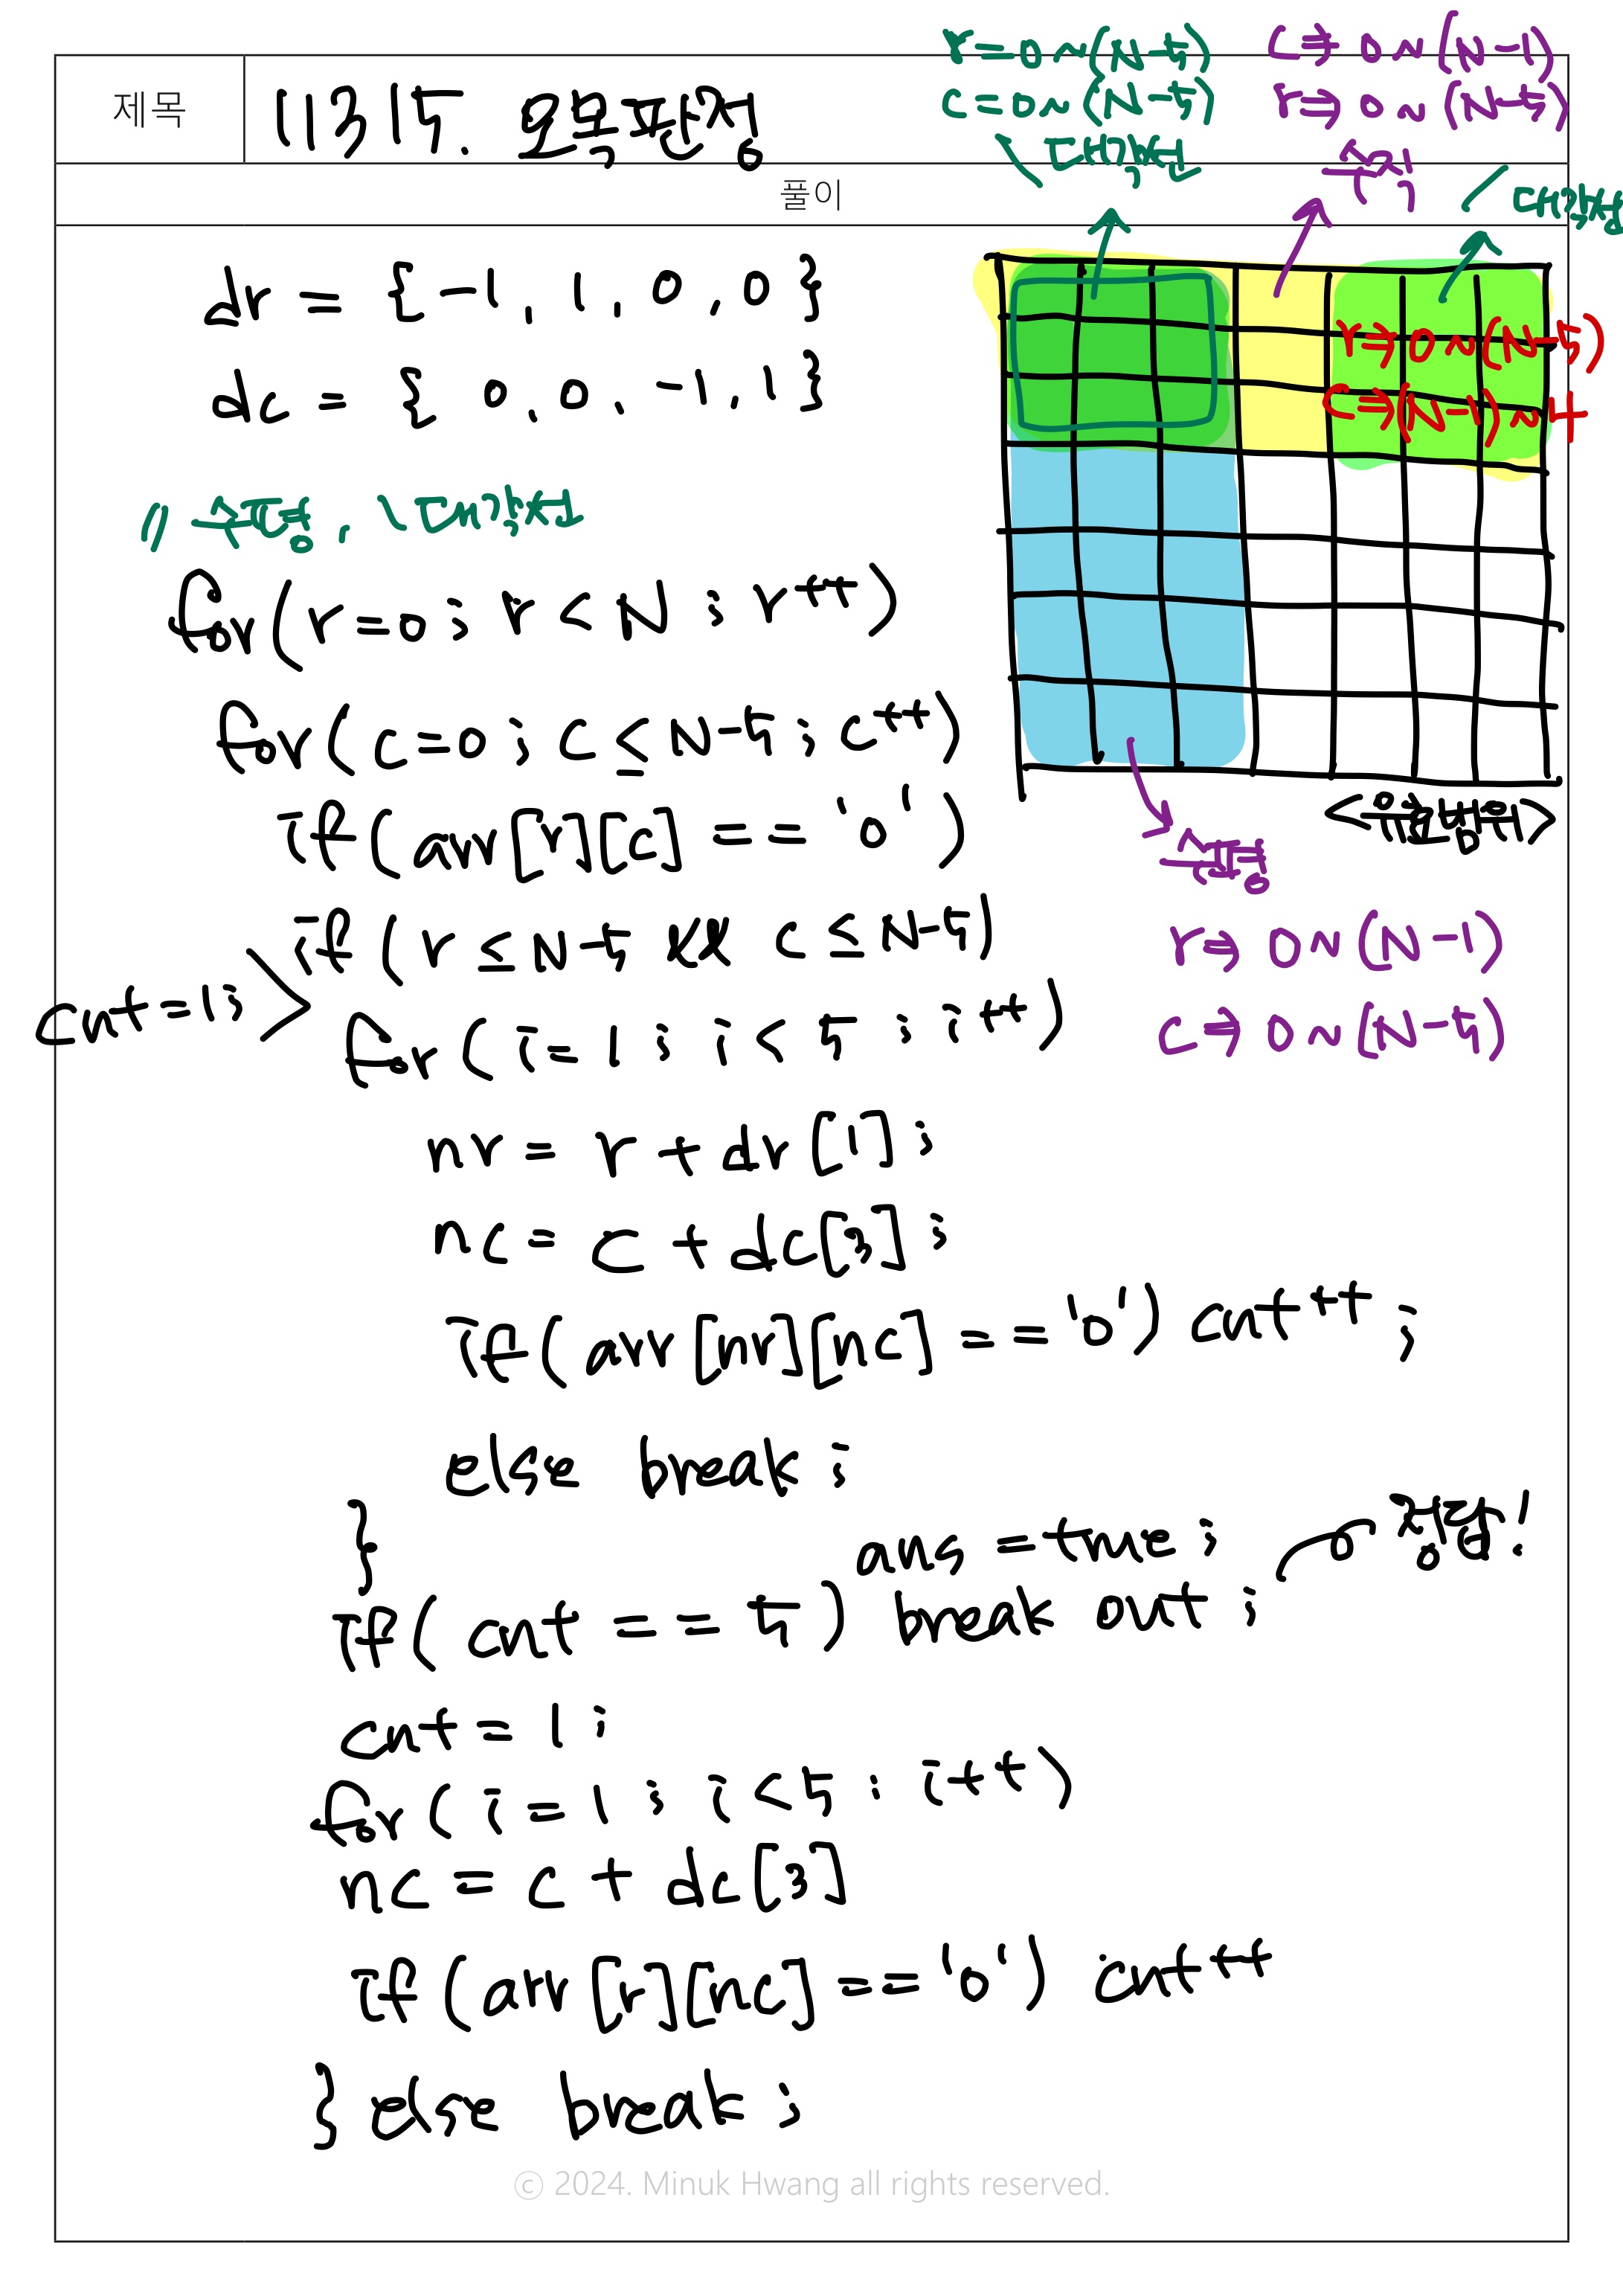 제목
11315. 오목판정
풀이
r=0~(N-5)
c=0~(N-5)
\ 대각선
c⇒0~(N-1)
r⇒0~(N-5)
수직
/ 대각선
r⇒0~(N-5)
c⇒(N-1)~4
dr = {-1, 1, 0, 0}
dc = { 0, 0, -1, 1}
// 수평, \대각선
for(r=0; r<N; r++)
for(c=0; c≤N-5; c++)
if(arr[r][c] == 'o')
if(r≤N-5 && c≤N-5)
cnt=1;
for(i=1; i<5; i++)
nr = r+dr[1];
nc = c+dc[3];
if(arr[nr][nc] == 'o') cnt++;
else break;
}
ans = true; 정답!
if(cnt == 5) break out;
cnt = 1;
for(i=1; i<5; i++)
nc = c + dc[3]
if(arr[r][nc] == 'o') cnt++
} else break;
수평
r⇒0~(N-1)
c⇒0~(N-5)
© 2024. Minuk Hwang all rights reserved.